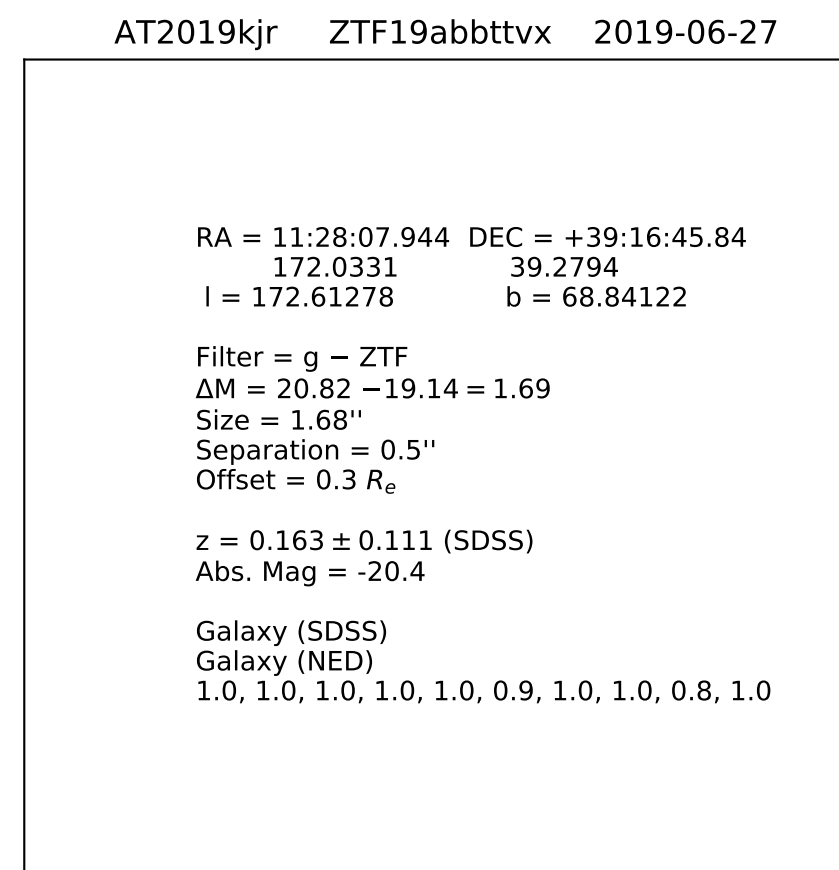 AT2019kjr ZTF19abbttvx 2019-06-27
RA = 11:28:07.944 DEC = +39:16:45.84
172.0331 39.2794
l = 172.61278 b = 68.84122
Filter = g − ZTF
ΔM = 20.82 −19.14 = 1.69
Size = 1.68''
Separation = 0.5''
Offset = 0.3 Re
z = 0.163 ± 0.111 (SDSS)
Abs. Mag = -20.4
Galaxy (SDSS)
Galaxy (NED)
1.0, 1.0, 1.0, 1.0, 1.0, 0.9, 1.0, 1.0, 0.8, 1.0